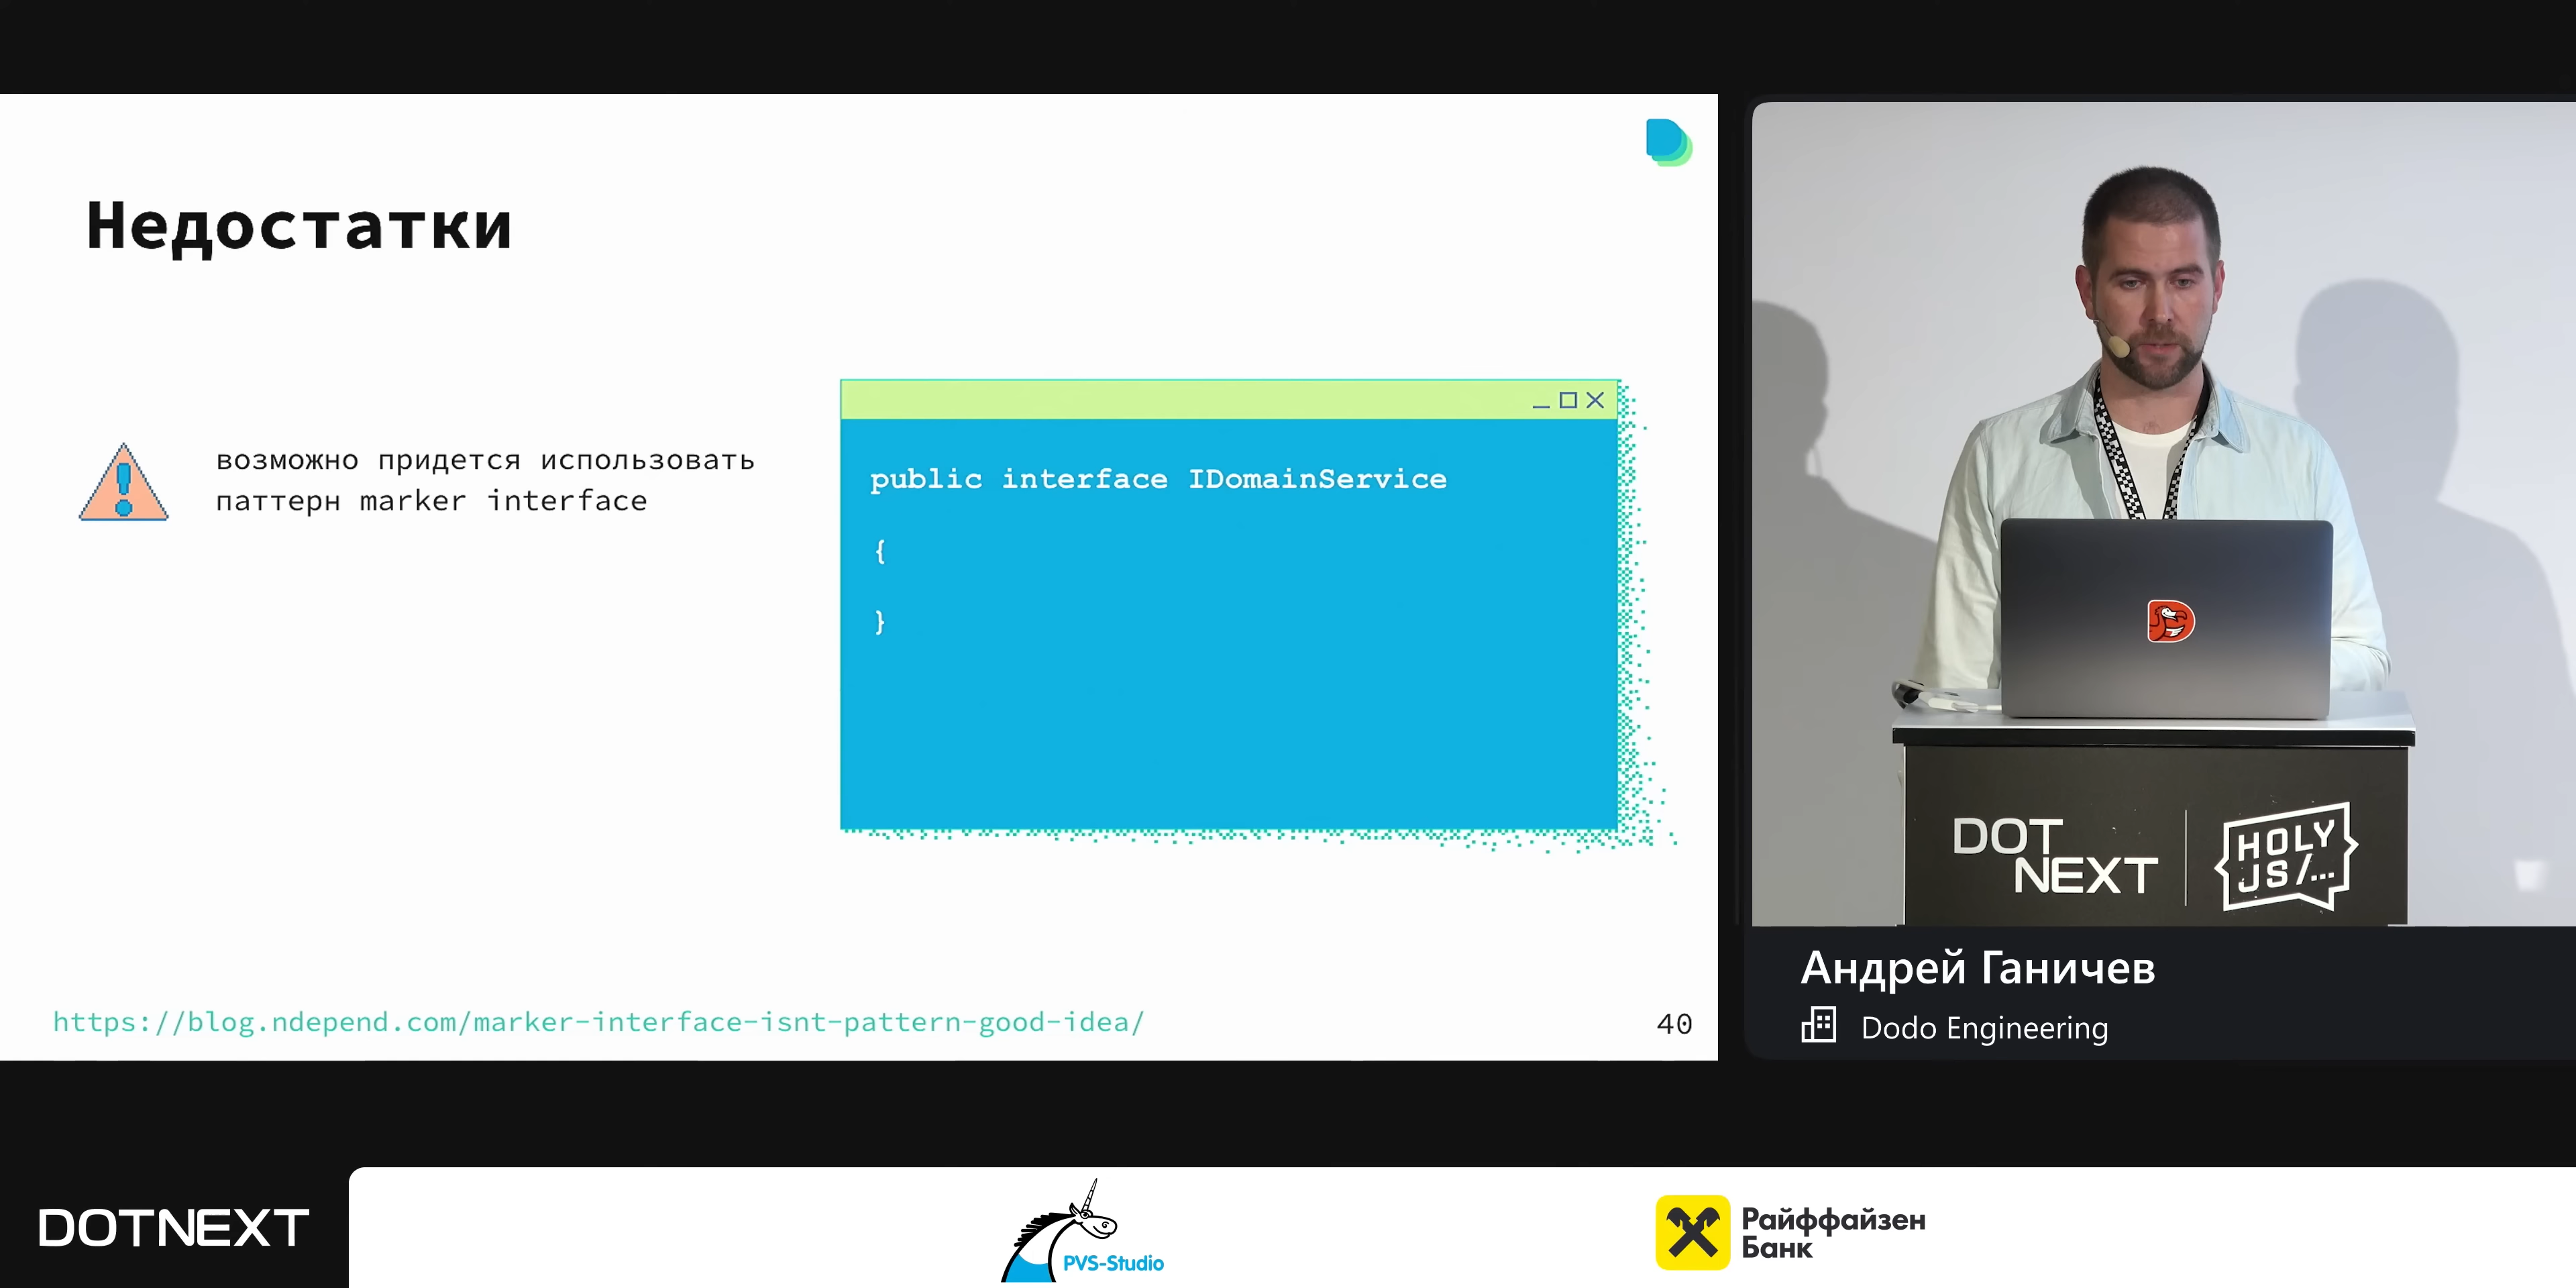 Недостатки
возможно придется использовать
паттерн marker interface
public interface IDomainService
{
}
https://blog.ndepend.com/marker-interface-isnt-pattern-good-idea/
40
DOT
NEXT
HOLY
JS/...
Андрей Ганичев
Dodo Engineering
DOTNEXT
PVS-Studio
Райффайзен
Банк